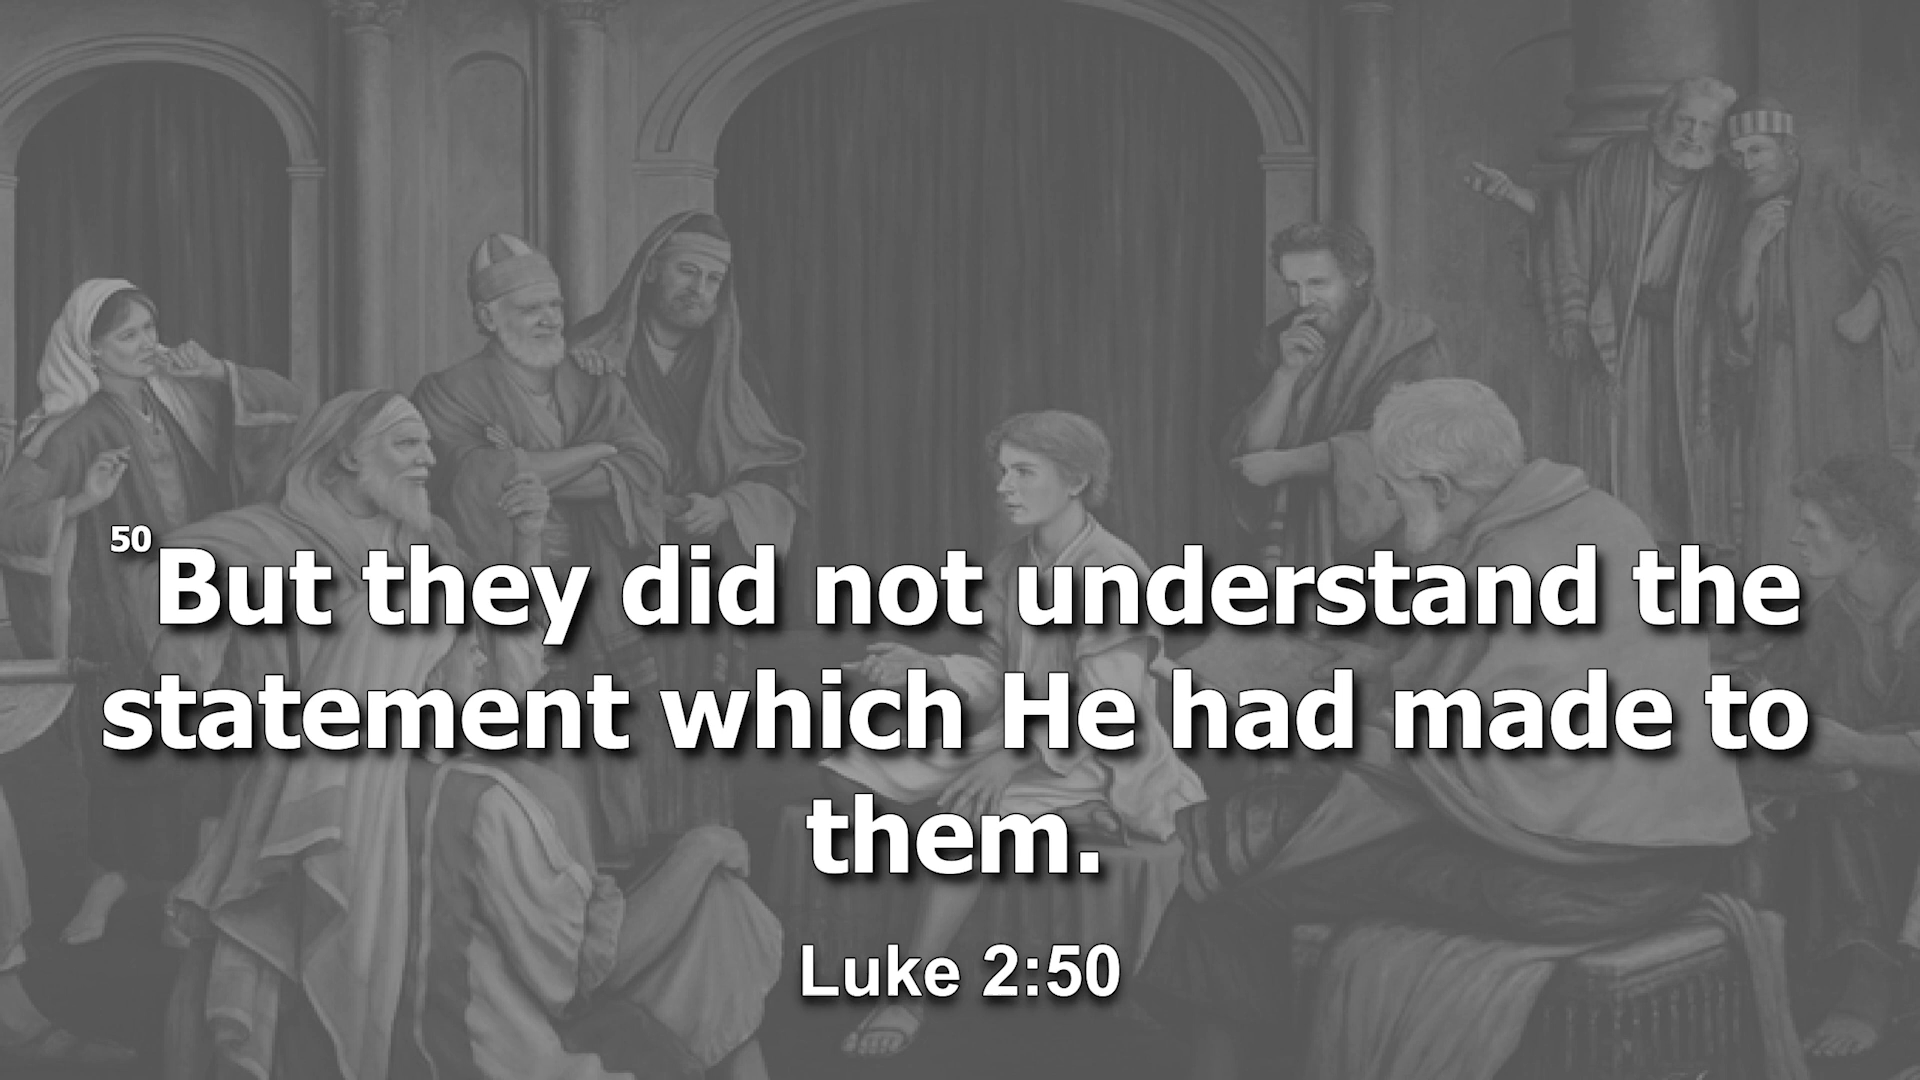 50 But they did not understand the
statement which He had made to
them.
Luke 2:50